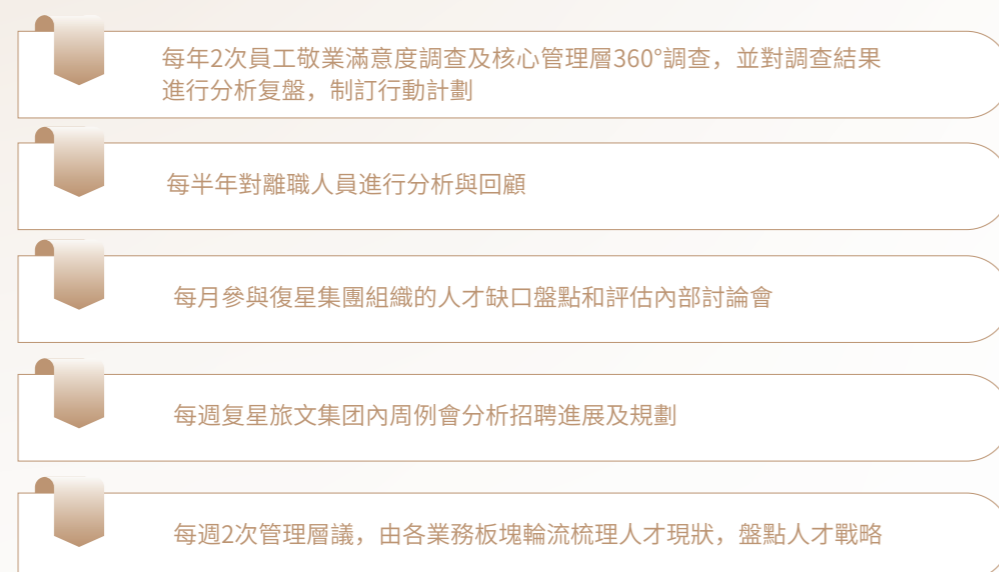 每年2次員工敬業滿意度調查及核心管理層360°調查，並對調查結果
進行分析复盤，制訂行動計劃
每半年對離職人員進行分析與回顧
每月參與復星集團組織的人才缺口盤點和評估內部討論會
每週复星旅文集团內周例會分析招聘進展及規劃
每週2次管理層議，由各業務板塊輪流梳理人才現狀，盤點人才戰略